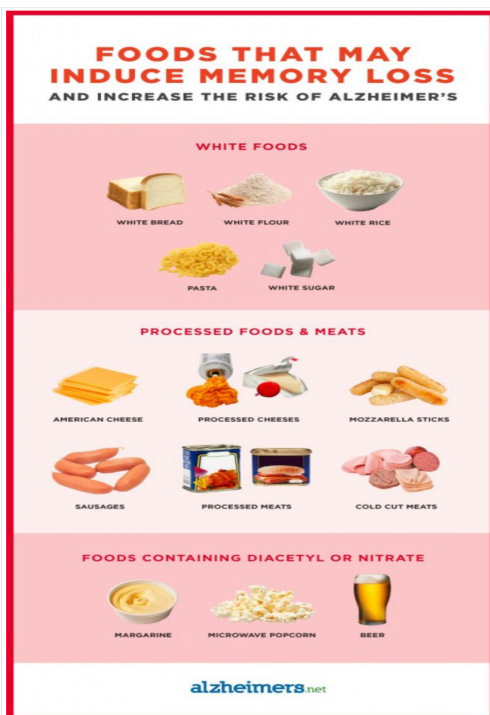 FOODS THAT MAY
INDUCE MEMORY LOSS
AND INCREASE THE RISK OF ALZHEIMER'S
WHITE FOODS
WHITE BREAD
WHITE FLOUR
WHITE RICE
PASTA
WHITE SUGAR
PROCESSED FOODS & MEATS
AMERICAN CHEESE
PROCESSED CHEESES
MOZZARELLA STICKS
SAUSAGES
PROCESSED MEATS
COLD CUT MEATS
FOODS CONTAINING DIACETYL OR NITRATE
MARGARINE
MICROWAVE POPCORN
BEER
alzheimers.net